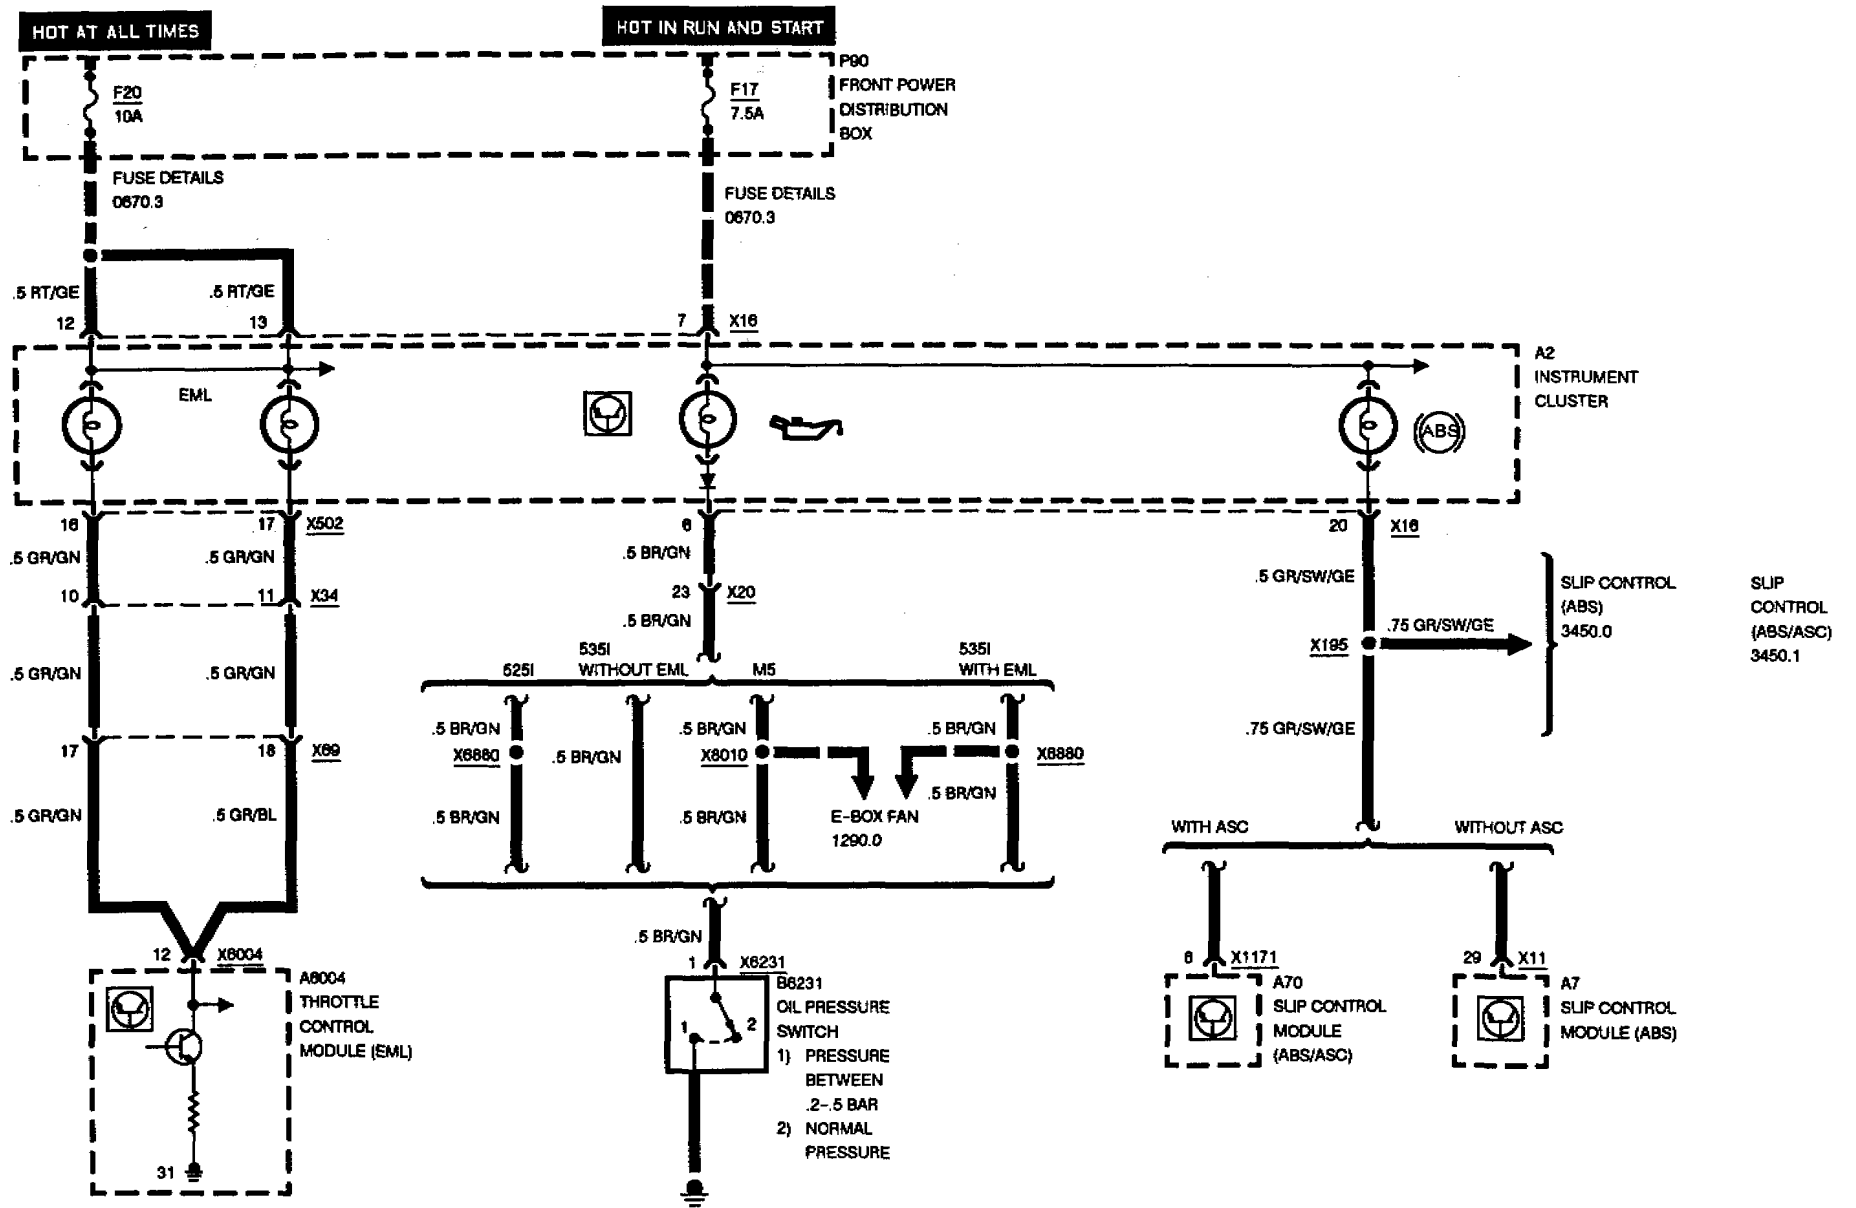 HOT AT ALL TIMES
HOT IN RUN AND START
F20
10A
F17
7.5A
P90
FRONT POWER
DISTRIBUTION
BOX
FUSE DETAILS
0670.3
FUSE DETAILS
0670.3
.5 RT/GE
.5 RT/GE
12
13
7
X16
EML
ABS
A2
INSTRUMENT
CLUSTER
16
17
X502
6
20
X16
.5 GR/GN
.5 GR/GN
.5 BR/GN
.5 GR/SW/GE
10
11
X34
23
X20
.5 BR/GN
SLIP CONTROL
(ABS)
3450.0
SLIP
CONTROL
(ABS/ASC)
3450.1
X195
.75 GR/SW/GE
.5 GR/GN
.5 GR/GN
525I
535I
WITHOUT EML
M5
535I
WITH EML
.5 BR/GN
.5 BR/GN
.5 BR/GN
.75 GR/SW/GE
17
18
X69
X6880
.5 BR/GN
X8010
X6880
.5 BR/GN
.5 GR/GN
.5 GR/BL
.5 BR/GN
.5 BR/GN
E-BOX FAN
1290.0
WITH ASC
WITHOUT ASC
.5 BR/GN
12
X6004
1
X6231
6
X1171
29
X11
A6004
THROTTLE
CONTROL
MODULE (EML)
31
1
2
B6231
OIL PRESSURE
SWITCH
1) PRESSURE
BETWEEN
.2-.5 BAR
2) NORMAL
PRESSURE
A70
SLIP CONTROL
MODULE
(ABS/ASC)
A7
SLIP CONTROL
MODULE (ABS)